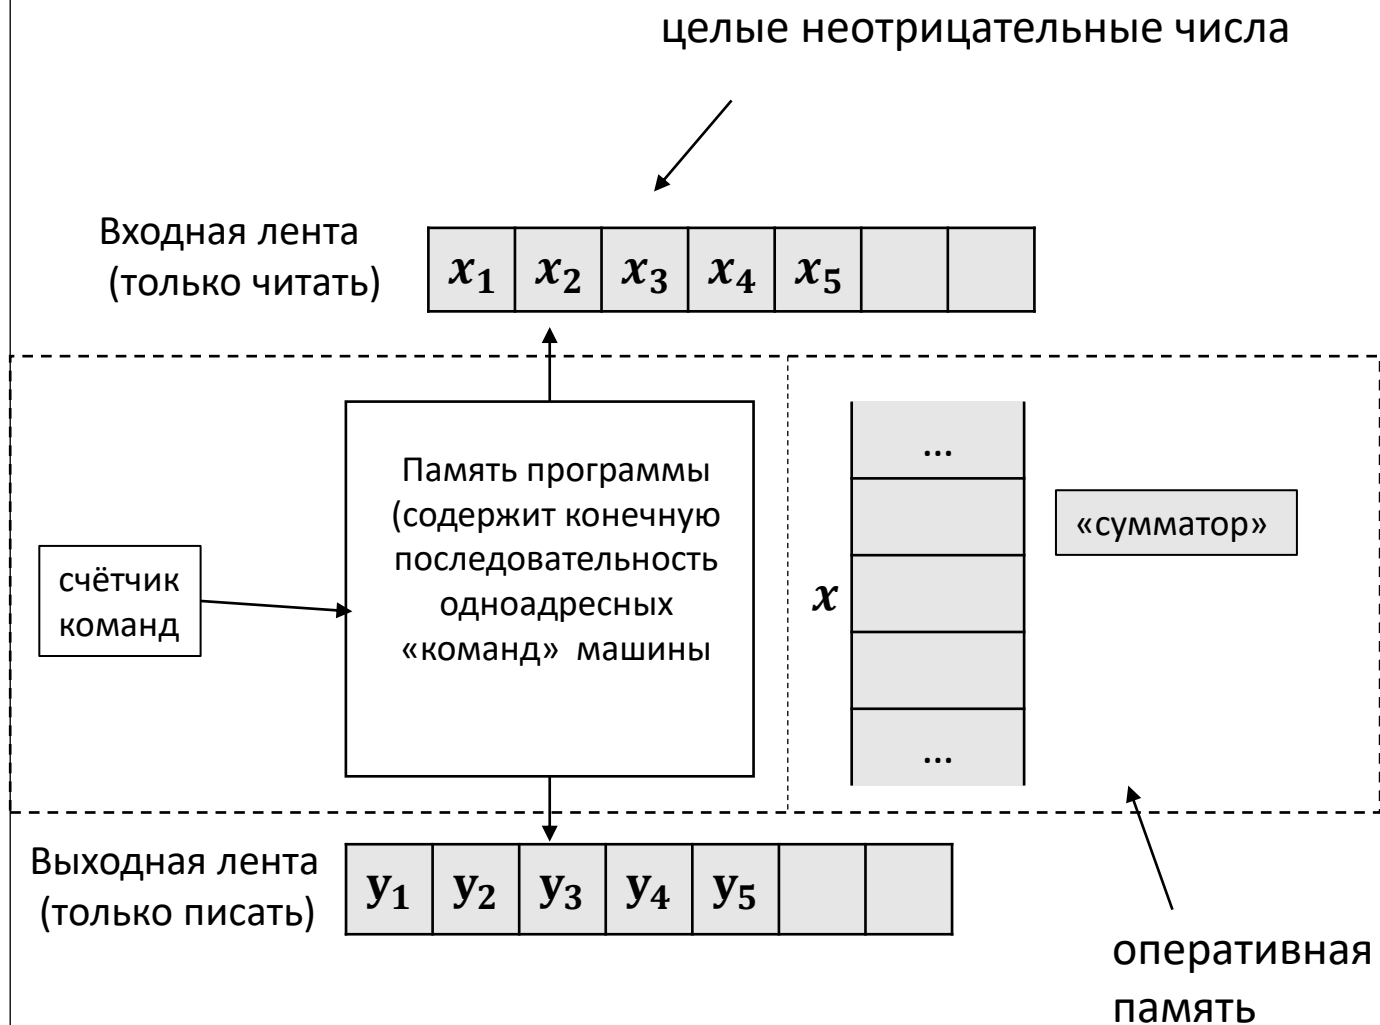 целые неотрицательные числа
Входная лента
(только читать)
x₁ x₂ x₃ x₄ x₅
Память программы
(содержит конечную
последовательность
одноадресных
«команд» машины
счётчик
команд
...
x
...
«сумматор»
Выходная лента
(только писать)
y₁ y₂ y₃ y₄ y₅
оперативная
память